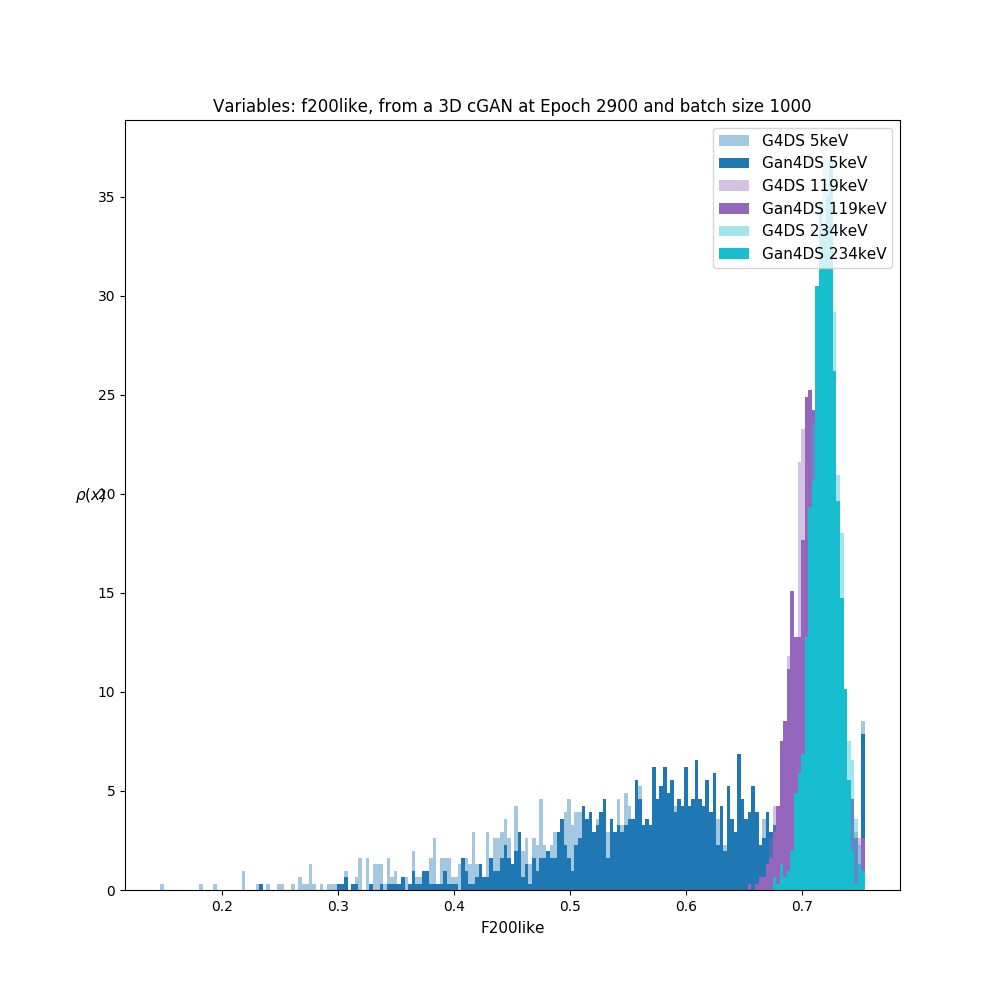 Variables: f200like, from a 3D cGAN at Epoch 2900 and batch size 1000
G4DS 5keV
Gan4DS 5keV
G4DS 119keV
Gan4DS 119keV
G4DS 234keV
Gan4DS 234keV
35
30
25
ρ(x)
20
15
10
5
0
0.2 0.3 0.4 0.5 0.6 0.7
F200like